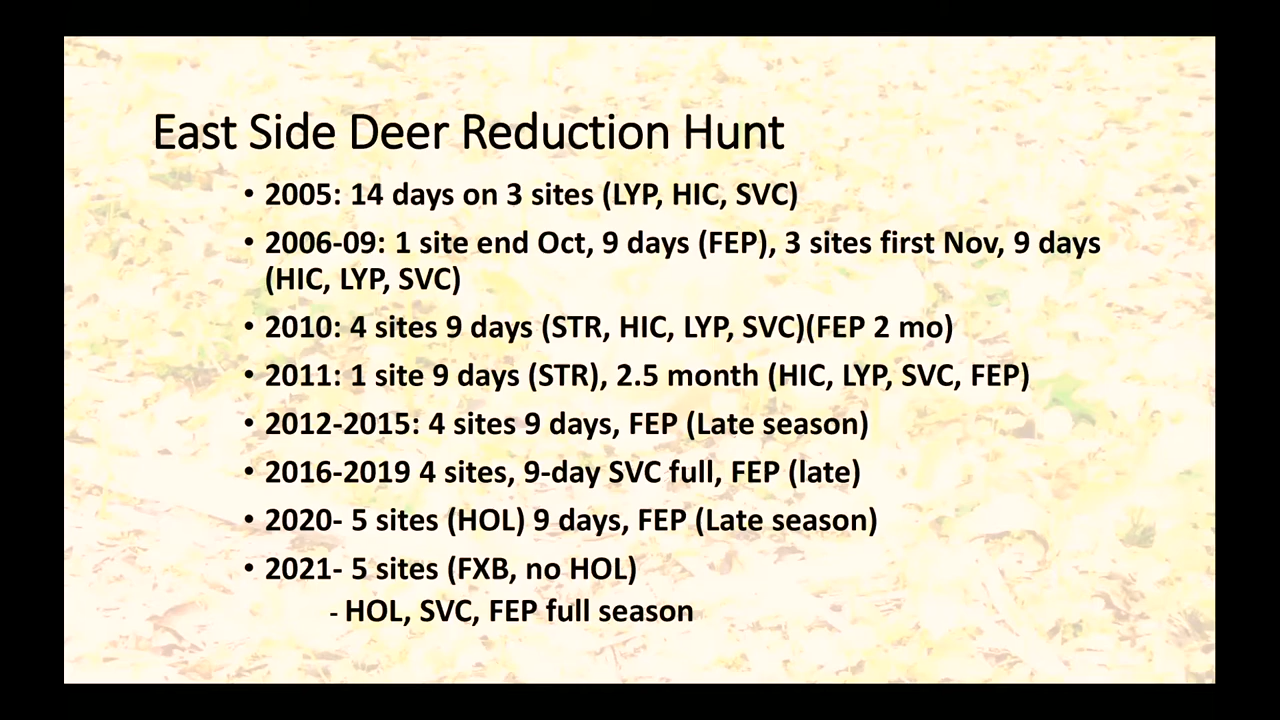 East Side Deer Reduction Hunt
• 2005: 14 days on 3 sites (LYP, HIC, SVC)
• 2006-09: 1 site end Oct, 9 days (FEP), 3 sites first Nov, 9 days
(HIC, LYP, SVC)
• 2010: 4 sites 9 days (STR, HIC, LYP, SVC)(FEP 2 mo)
• 2011: 1 site 9 days (STR), 2.5 month (HIC, LYP, SVC, FEP)
• 2012-2015: 4 sites 9 days, FEP (Late season)
• 2016-2019 4 sites, 9-day SVC full, FEP (late)
• 2020- 5 sites (HOL) 9 days, FEP (Late season)
• 2021- 5 sites (FXB, no HOL)
- HOL, SVC, FEP full season